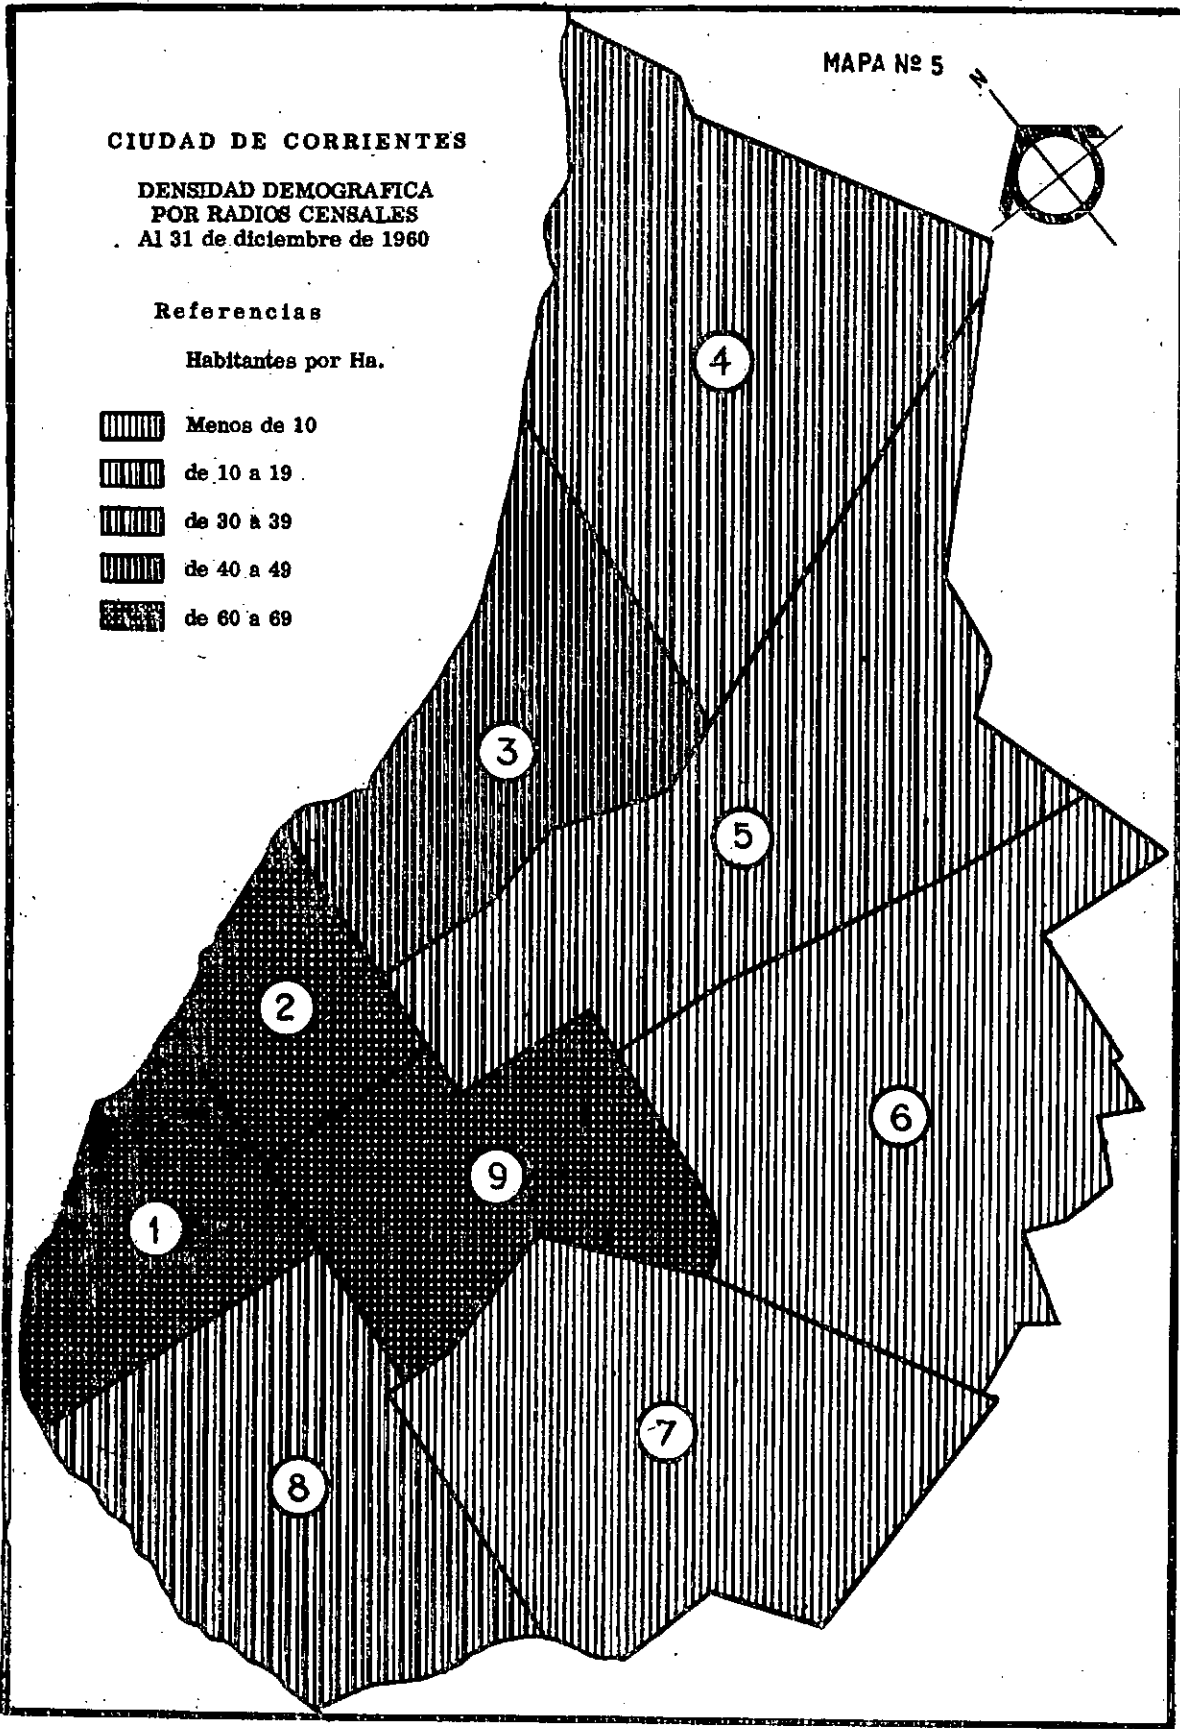 MAPA Nº 5
N
CIUDAD DE CORRIENTES
DENSIDAD DEMOGRAFICA
POR RADIOS CENSALES
Al 31 de diciembre de 1960
Referencias
Habitantes por Ha.
Menos de 10
de 10 a 19
de 30 a 39
de 40 a 49
de 60 a 69
4
3
5
2
6
9
1
7
8